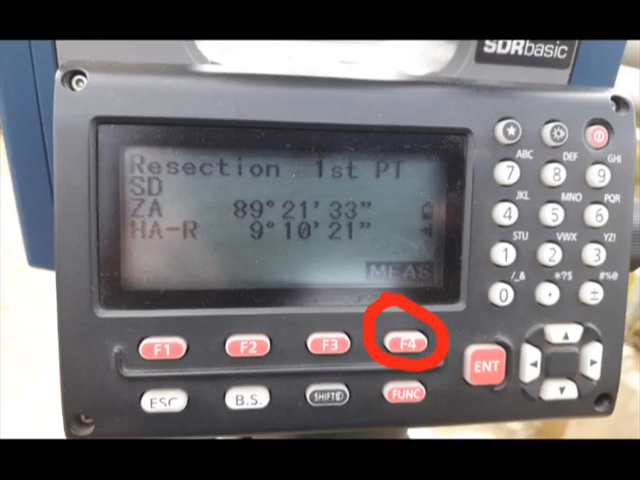 SDRbasic
Resection 1st PT
SD
ZA 89°21'33"
HA-R 9°10'21"
MEAS
ABC DEF GHI
7 8 9
JKL MNO PQR
4 5 6
STU VWX YZ!
1 2 3
/_& *?$ #%@
0 . ±
F1 F2 F3 F4
ENT
ESC B.S. SHIFT FUNC